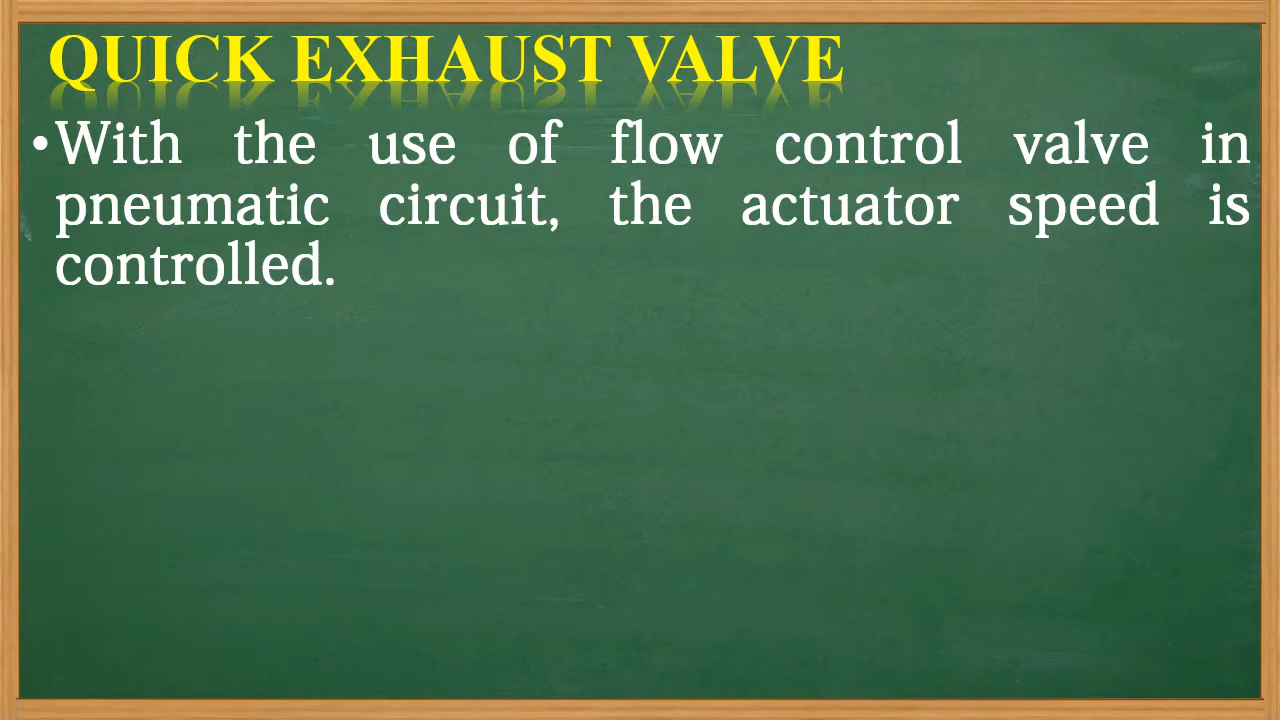 QUICK EXHAUST VALVE
•With the use of flow control valve in
pneumatic circuit, the actuator speed is
controlled.